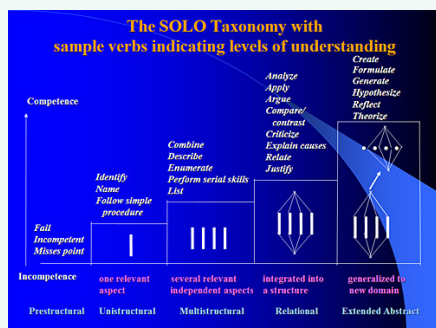 The SOLO Taxonomy with
sample verbs indicating levels of understanding
Competence
Incompetence
Fail
Incompetent
Misses point
Identify
Name
Follow simple
procedure
Combine
Describe
Enumerate
Perform serial skills
List
Analyze
Apply
Argue
Compare/
contrast
Criticize
Explain causes
Relate
Justify
Create
Formulate
Generate
Hypothesize
Reflect
Theorize
one relevant
aspect
several relevant
independent aspects
integrated into
a structure
generalized to
new domain
Prestructural
Unistructural
Multistructural
Relational
Extended Abstract